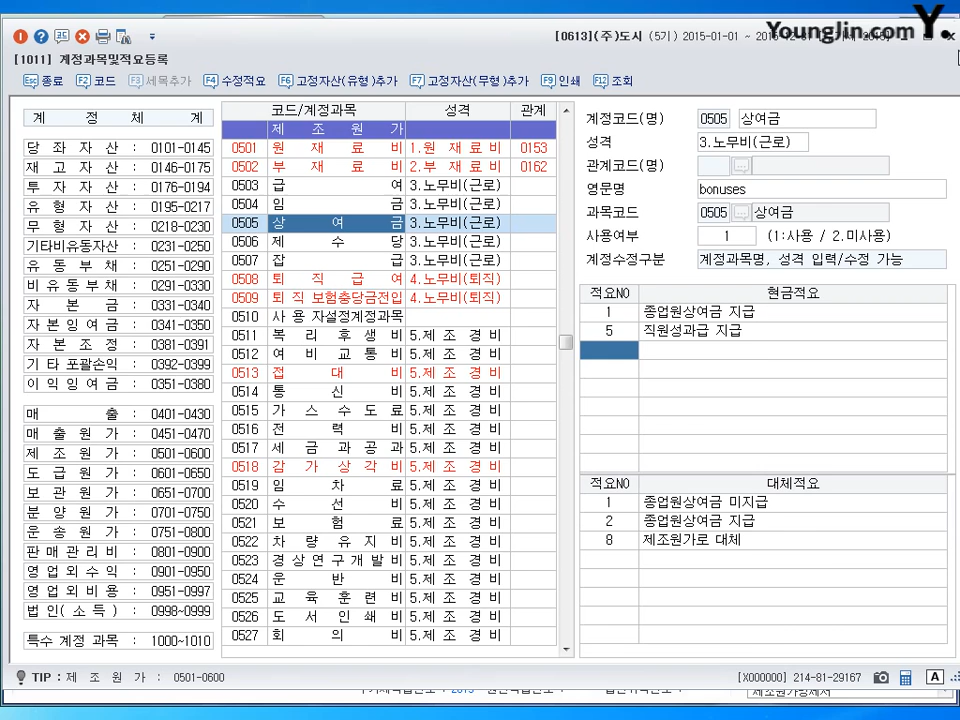 Younglin.com Y.
[0613](주)도시 (5기) 2015-01-01 ~
[1011] 계정과목및적요등록
Esc종료 F2코드 F3세목추가 F4수정적요 F6고정자산(유형)추가 F7고정자산(무형)추가 F9인쇄 F12조회
계 정 체 계
당 좌 자 산 : 0101-0145
재 고 자 산 : 0146-0175
투 자 자 산 : 0176-0194
유 형 자 산 : 0195-0217
무 형 자 산 : 0218-0230
기타비유동자산 : 0231-0250
유 동 부 채 : 0251-0290
비 유 동 부 채 : 0291-0330
자 본 금 : 0331-0340
자 본 잉 여 금 : 0341-0350
자 본 조 정 : 0381-0391
기 타 포괄손익 : 0392-0399
이 익 잉 여 금 : 0351-0380
매 출 : 0401-0430
매 출 원 가 : 0451-0470
제 조 원 가 : 0501-0600
도 급 원 가 : 0601-0650
보 관 원 가 : 0651-0700
분 양 원 가 : 0701-0750
운 송 원 가 : 0751-0800
판 매 관 리 비 : 0801-0900
영 업 외 수 익 : 0901-0950
영 업 외 비 용 : 0951-0997
법 인( 소 득 ) : 0998~0999
특수 계정 과목 : 1000~1010
코드/계정과목 성격 관계
제 조 원 가
0501 원 재 료 비 1.원 재 료 비 0153
0502 부 재 료 비 2.부 재 료 비 0162
0503 급 여 3.노무비(근로)
0504 임 금 3.노무비(근로)
0505 상 여 금 3.노무비(근로)
0506 제 수 당 3.노무비(근로)
0507 잡 급 3.노무비(근로)
0508 퇴 직 급 여 4.노무비(퇴직)
0509 퇴 직 보험충당금전입 4.노무비(퇴직)
0510 사 용 자설정계정과목
0511 복 리 후 생 비 5.제 조 경 비
0512 여 비 교 통 비 5.제 조 경 비
0513 접 대 비 5.제 조 경 비
0514 통 신 비 5.제 조 경 비
0515 가 스 수 도 료 5.제 조 경 비
0516 전 력 비 5.제 조 경 비
0517 세 금 과 공 과 5.제 조 경 비
0518 감 가 상 각 비 5.제 조 경 비
0519 임 차 료 5.제 조 경 비
0520 수 선 비 5.제 조 경 비
0521 보 험 료 5.제 조 경 비
0522 차 량 유 지 비 5.제 조 경 비
0523 경 상 연 구 개 발 비 5.제 조 경 비
0524 운 반 비 5.제 조 경 비
0525 교 육 훈 련 비 5.제 조 경 비
0526 도 서 인 쇄 비 5.제 조 경 비
0527 회 의 비 5.제 조 경 비
계정코드(명) 0505 상여금
성격 3.노무비(근로)
관계코드(명)
영문명 bonuses
과목코드 0505 상여금
사용여부 1 (1:사용 / 2.미사용)
계정수정구분 계정과목명, 성격 입력/수정 가능
적요NO 현금적요
1 종업원상여금 지급
5 직원성과급 지급
적요NO 대체적요
1 종업원상여금 미지급
2 종업원상여금 지급
8 제조원가로 대체
TIP : 제 조 원 가 : 0501-0600
[X000000] 214-81-29167
A